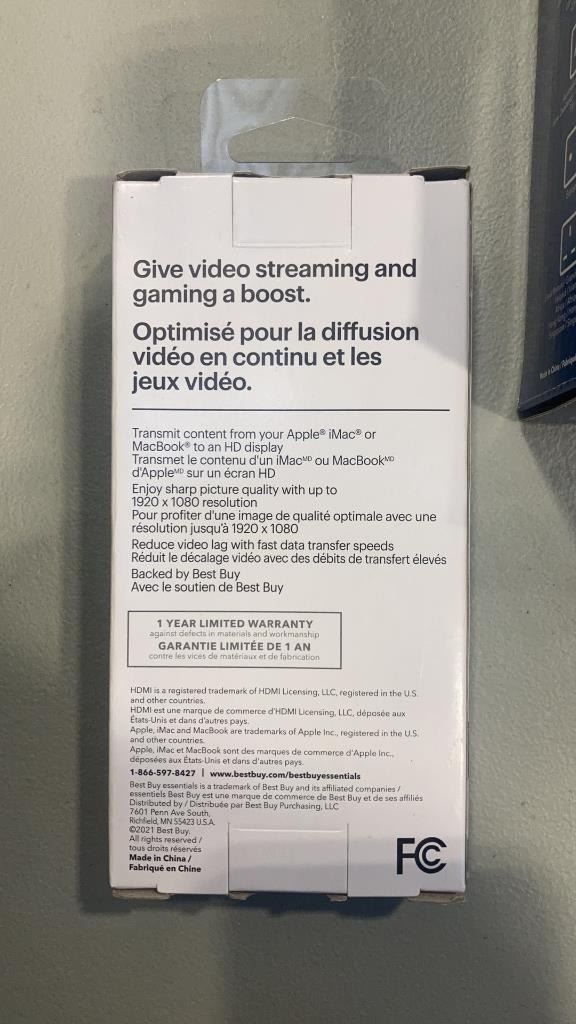 Give video streaming and
gaming a boost.
Optimisé pour la diffusion
vidéo en continu et les
jeux vidéo.
Transmit content from your Apple® iMac® or
MacBook® to an HD display
Transmet le contenu d'un iMacᴹᴰ ou MacBookᴹᴰ
d'Appleᴹᴰ sur un écran HD
Enjoy sharp picture quality with up to
1920 x 1080 resolution
Pour profiter d'une image de qualité optimale avec une
résolution jusqu'à 1920 x 1080
Reduce video lag with fast data transfer speeds
Réduit le décalage vidéo avec des débits de transfert élevés
Backed by Best Buy
Avec le soutien de Best Buy
1 YEAR LIMITED WARRANTY
against defects in materials and workmanship
GARANTIE LIMITÉE DE 1 AN
contre les vices de matériaux et de fabrication
HDMI is a registered trademark of HDMI Licensing, LLC, registered in the U.S.
and other countries.
HDMI est une marque de commerce d'HDMI Licensing, LLC, déposée aux
États-Unis et dans d'autres pays.
Apple, iMac and MacBook are trademarks of Apple Inc., registered in the U.S.
and other countries.
Apple, iMac et MacBook sont des marques de commerce d'Apple Inc.,
déposées aux États-Unis et dans d'autres pays.
1-866-597-8427 | www.bestbuy.com/bestbuyessentials
Best Buy essentials is a trademark of Best Buy and its affiliated companies /
essentiels Best Buy est une marque de commerce de Best Buy et de ses affiliés
Distributed by / Distribuée par Best Buy Purchasing, LLC
7601 Penn Ave South,
Richfield, MN 55423 U.S.A.
©2021 Best Buy.
All rights reserved /
tous droits réservés
Made in China /
Fabriqué en Chine
FC
Made in China / Fabriqué